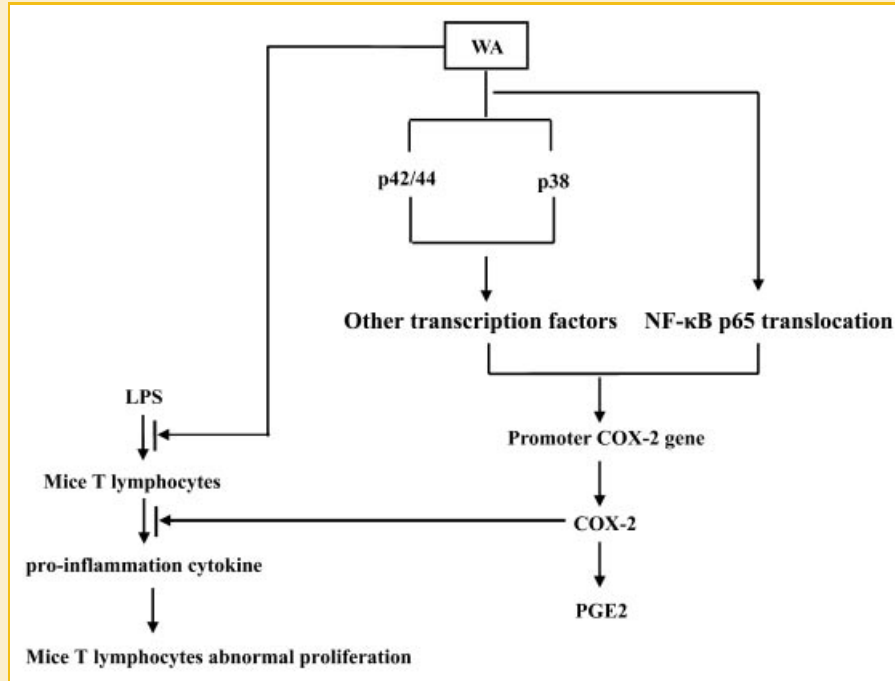 WA
p42/44
p38
Other transcription factors
NF-κB p65 translocation
LPS
Promoter COX-2 gene
Mice T lymphocytes
COX-2
pro-inflammation cytokine
PGE2
Mice T lymphocytes abnormal proliferation